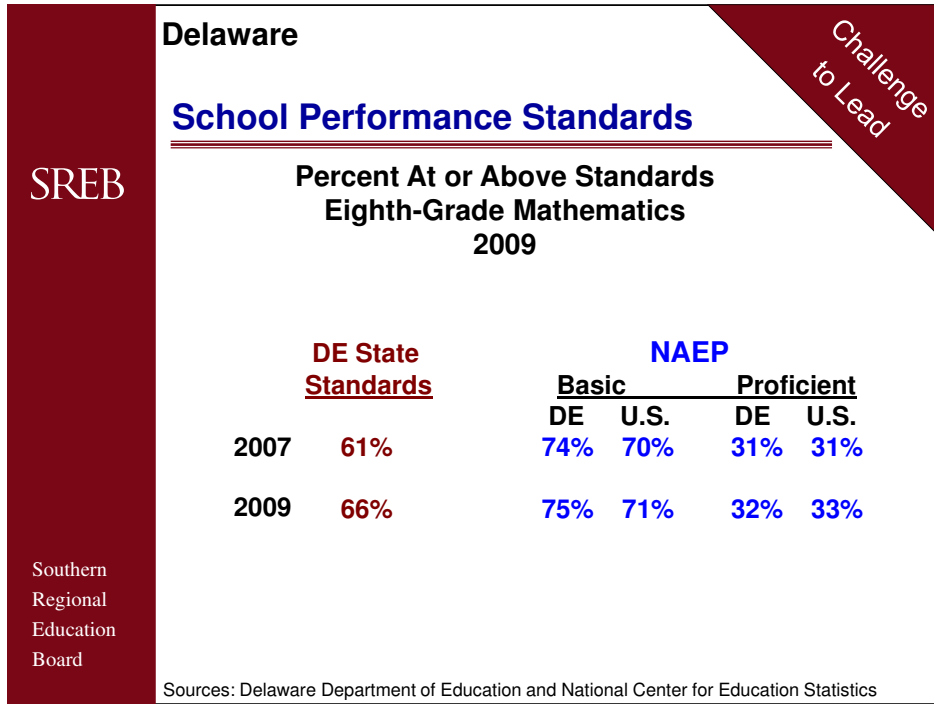 Delaware
Challenge
to Lead
School Performance Standards
SREB
Percent At or Above Standards
Eighth-Grade Mathematics
2009
DE State NAEP
Standards Basic Proficient
DE U.S. DE U.S.
2007 61% 74% 70% 31% 31%
2009 66% 75% 71% 32% 33%
Southern
Regional
Education
Board
Sources: Delaware Department of Education and National Center for Education Statistics